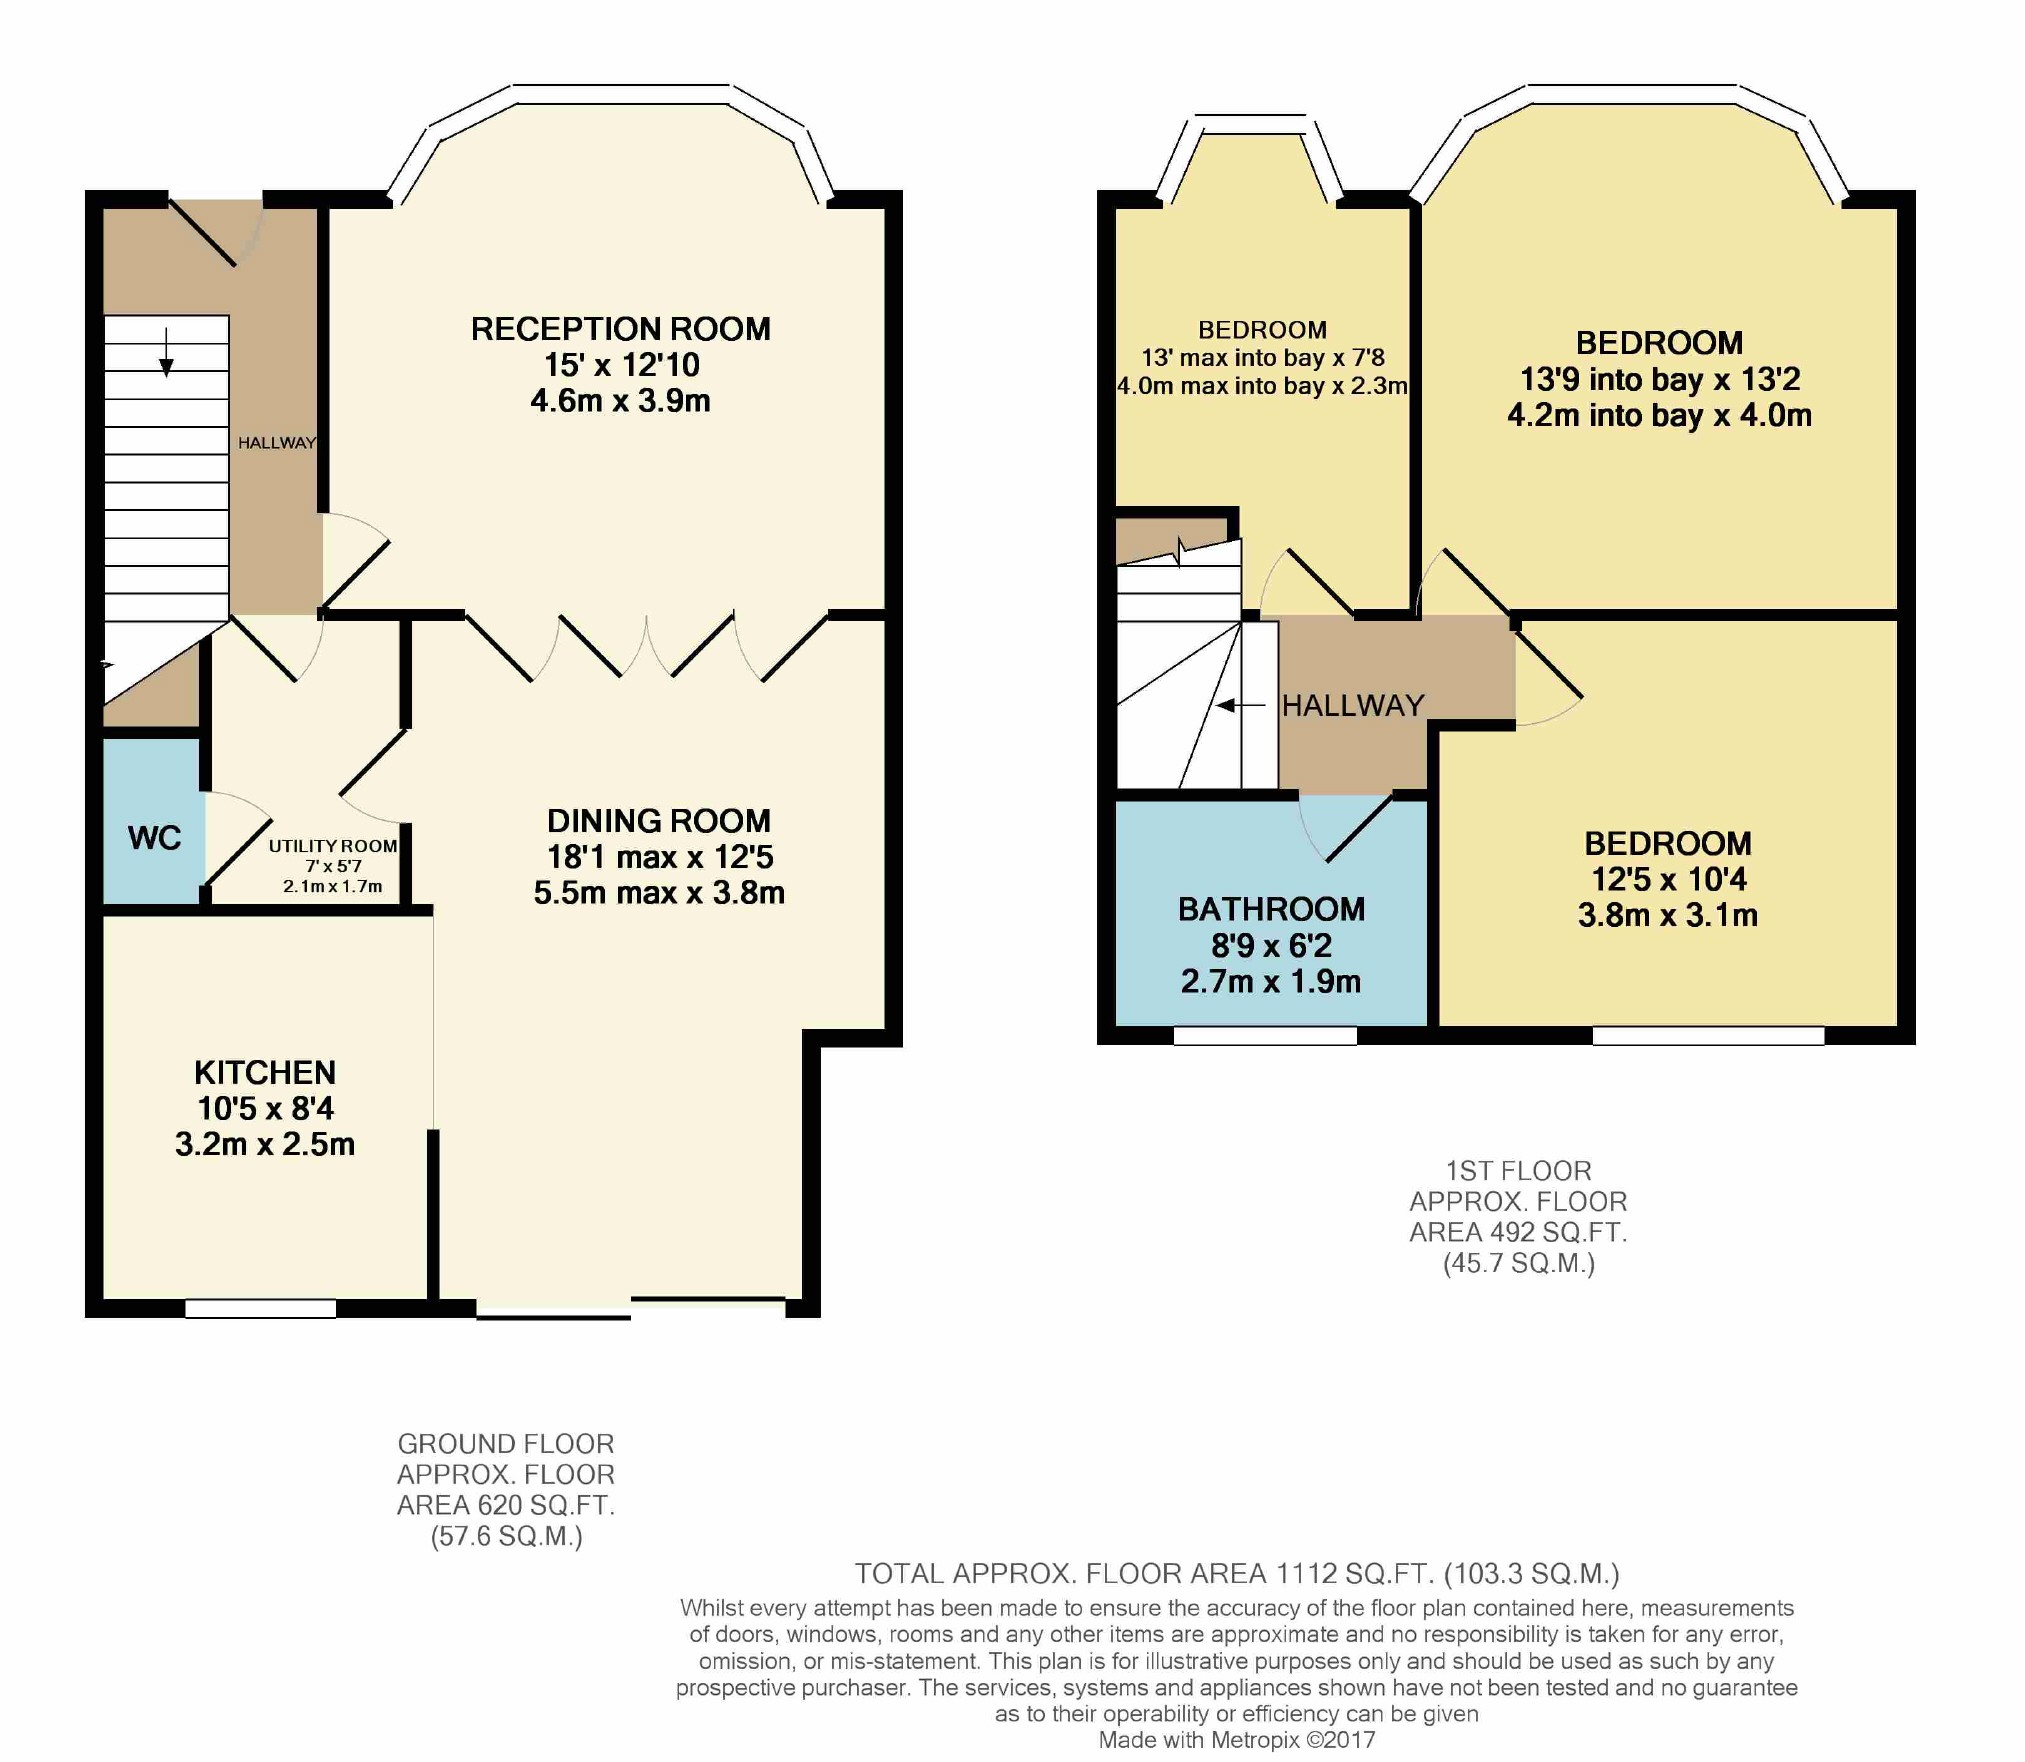 RECEPTION ROOM
15' x 12'10
4.6m x 3.9m
HALLWAY
WC
UTILITY ROOM
7' x 5'7
2.1m x 1.7m
DINING ROOM
18'1 max x 12'5
5.5m max x 3.8m
KITCHEN
10'5 x 8'4
3.2m x 2.5m
GROUND FLOOR
APPROX. FLOOR
AREA 620 SQ.FT.
(57.6 SQ.M.)
BEDROOM
13' max into bay x 7'8
4.0m max into bay x 2.3m
BEDROOM
13'9 into bay x 13'2
4.2m into bay x 4.0m
HALLWAY
BATHROOM
8'9 x 6'2
2.7m x 1.9m
BEDROOM
12'5 x 10'4
3.8m x 3.1m
1ST FLOOR
APPROX. FLOOR
AREA 492 SQ.FT.
(45.7 SQ.M.)
TOTAL APPROX. FLOOR AREA 1112 SQ.FT. (103.3 SQ.M.)
Whilst every attempt has been made to ensure the accuracy of the floor plan contained here, measurements
of doors, windows, rooms and any other items are approximate and no responsibility is taken for any error,
omission, or mis-statement. This plan is for illustrative purposes only and should be used as such by any
prospective purchaser. The services, systems and appliances shown have not been tested and no guarantee
as to their operability or efficiency can be given
Made with Metropix ©2017